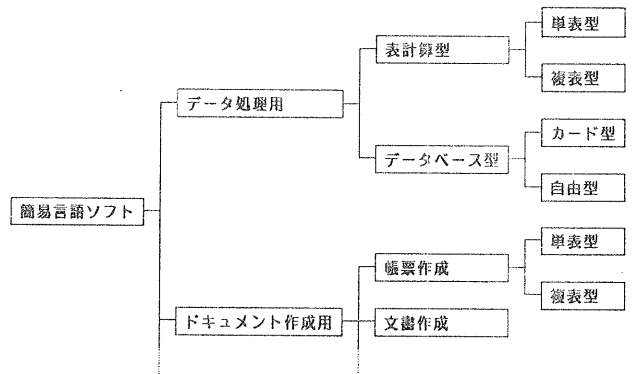 簡易言語ソフト
データ処理用
表計算型
単表型
複表型
データベース型
カード型
自由型
ドキュメント作成用
帳票作成
単表型
複表型
文書作成